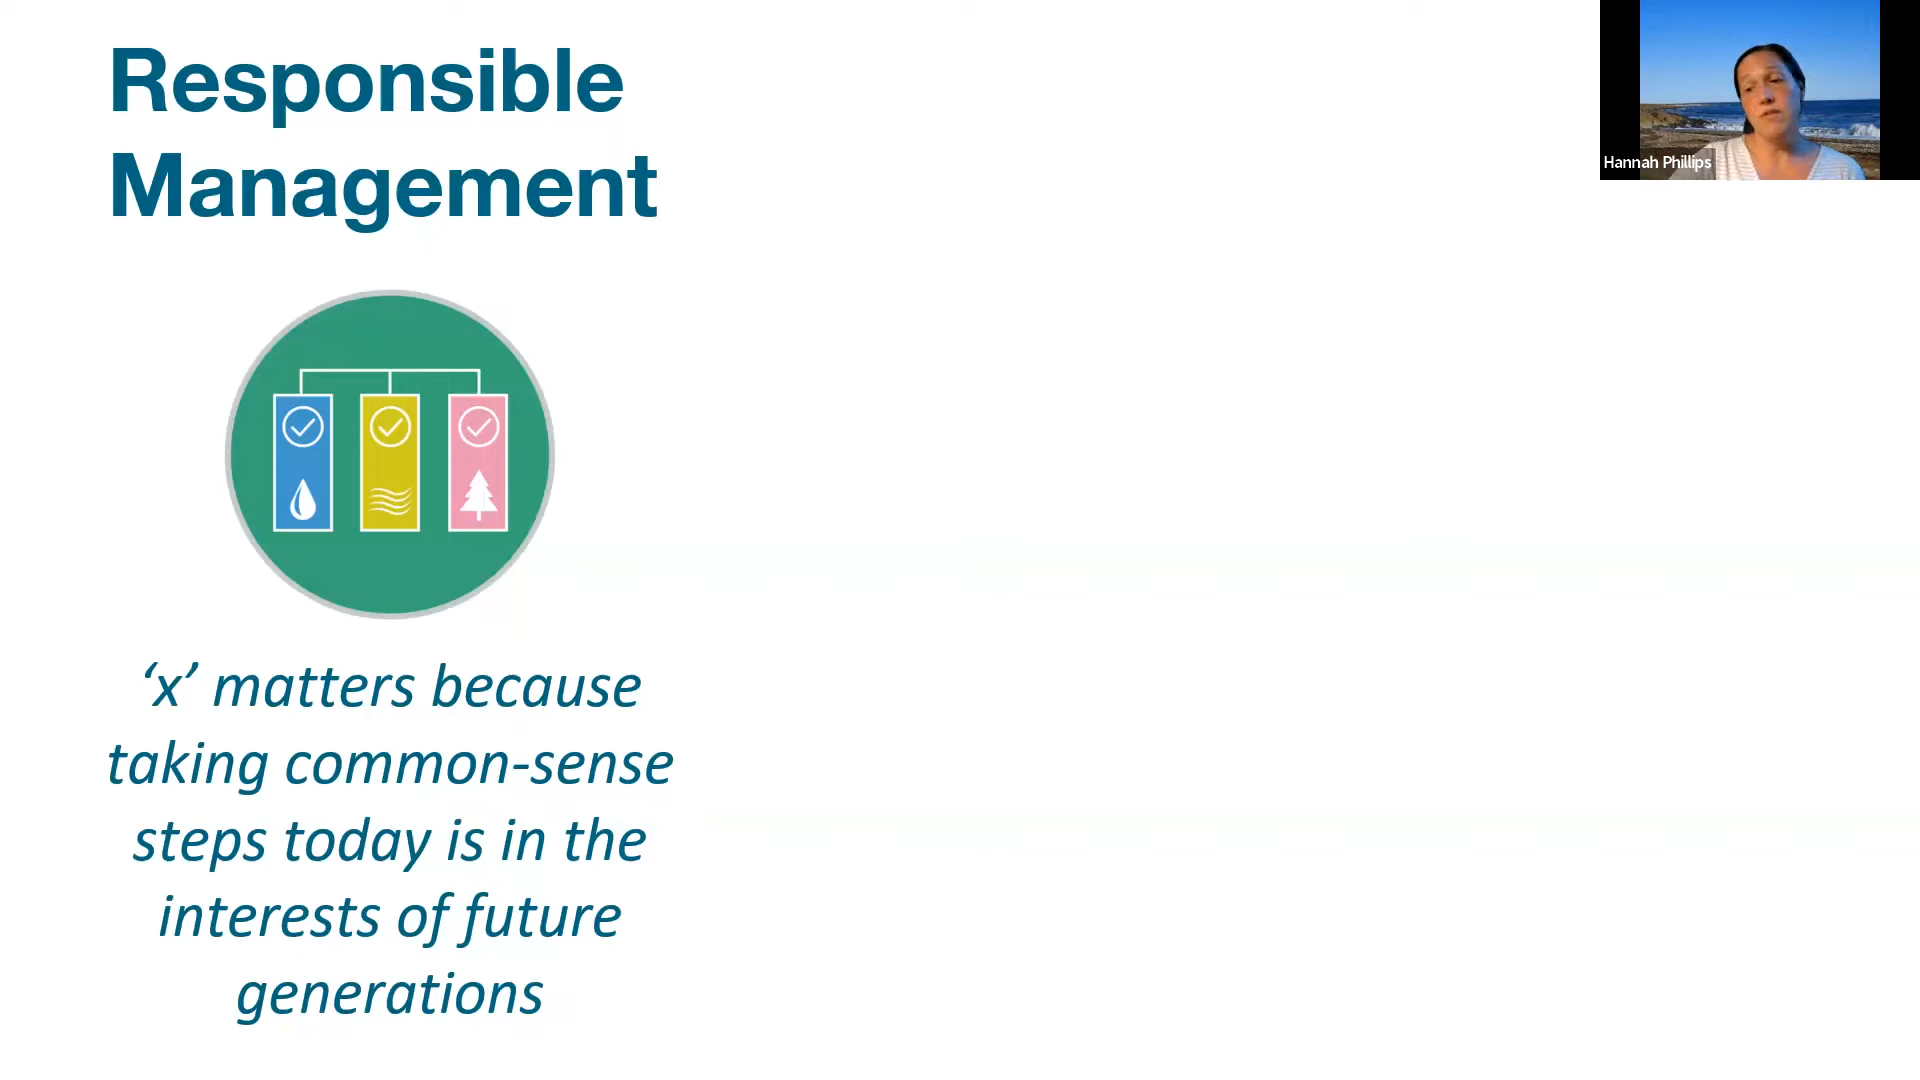 Responsible
Management
Hannah Phillips
‘x’ matters because
taking common-sense
steps today is in the
interests of future
generations